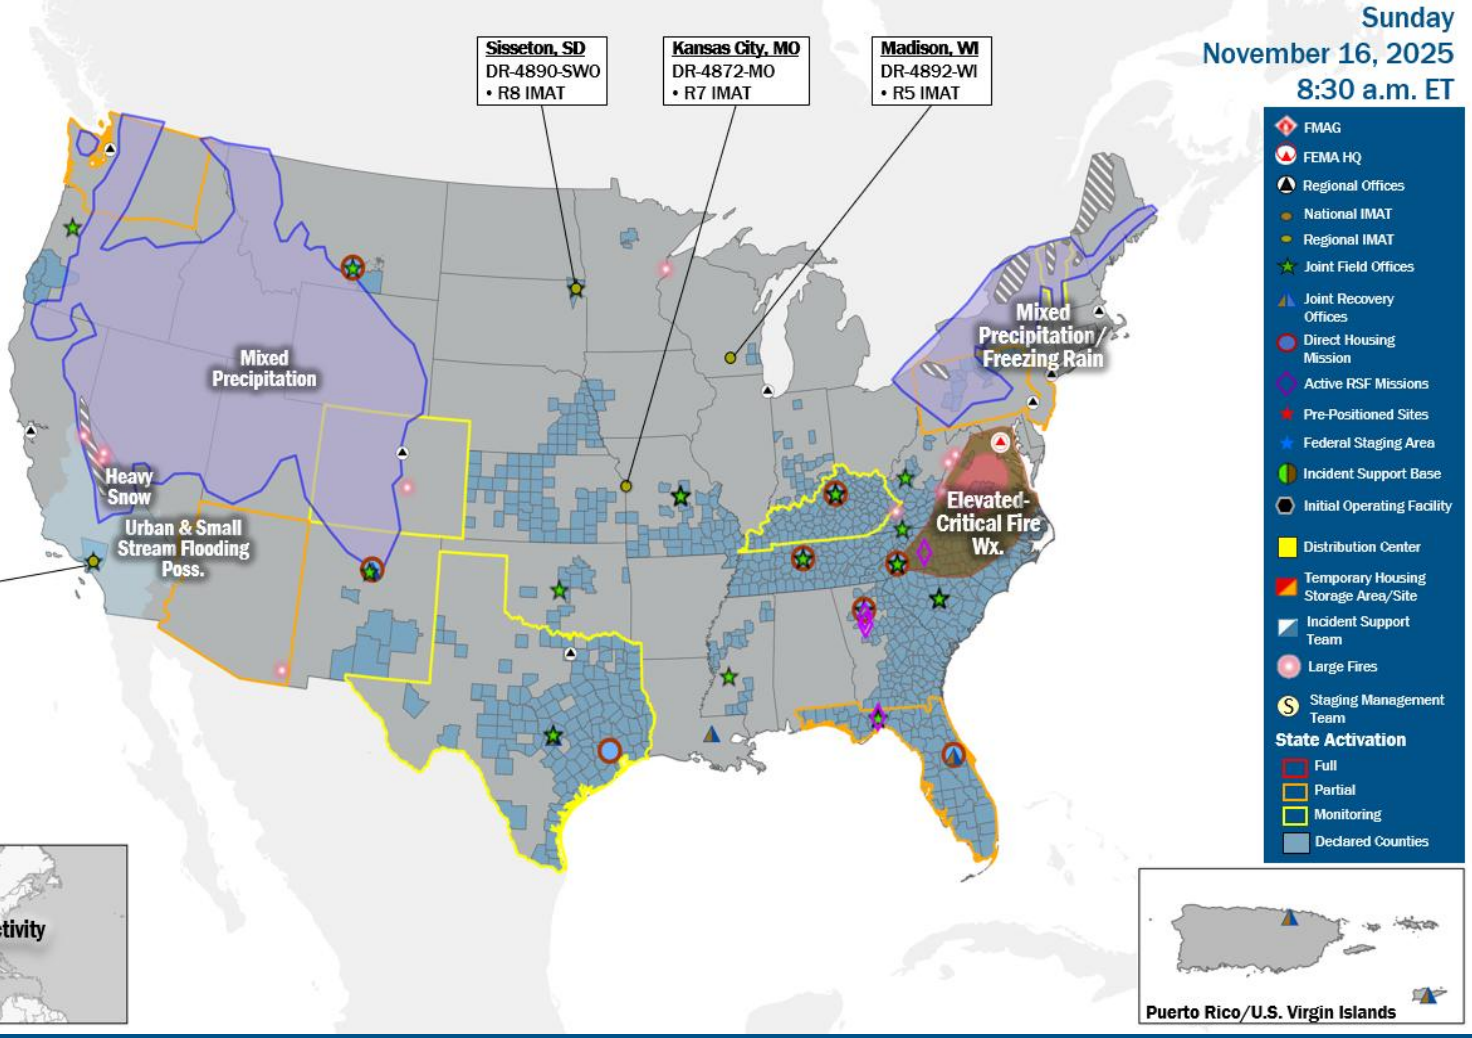 Sunday
November 16, 2025
8:30 a.m. ET
Sisseton, SD
DR-4890-SWO
• R8 IMAT
Kansas City, MO
DR-4872-MO
• R7 IMAT
Madison, WI
DR-4892-WI
• R5 IMAT
Mixed
Precipitation
Mixed
Precipitation/
Freezing Rain
Heavy
Snow
Urban & Small
Stream Flooding
Poss.
Elevated-
Critical Fire
Wx.
FMAG
FEMA HQ
Regional Offices
National IMAT
Regional IMAT
Joint Field Offices
Joint Recovery
Offices
Direct Housing
Mission
Active RSF Missions
Pre-Positioned Sites
Federal Staging Area
Incident Support Base
Initial Operating Facility
Distribution Center
Temporary Housing
Storage Area/Site
Incident Support
Team
Large Fires
S
Staging Management
Team
State Activation
Full
Partial
Monitoring
Declared Counties
tivity
Puerto Rico/U.S. Virgin Islands